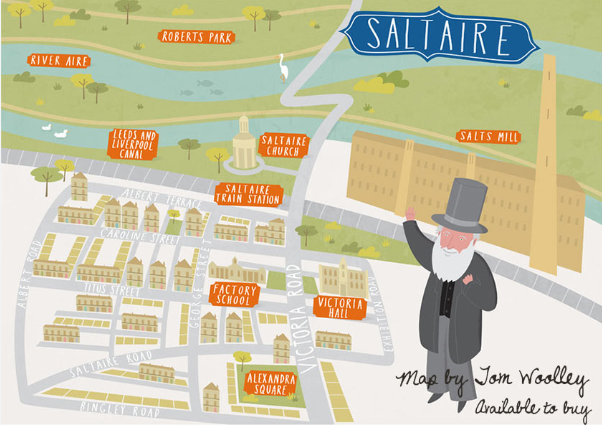 SALTAIRE
ROBERTS PARK
RIVER AIRE
LEEDS AND
LIVERPOOL
CANAL
SALTAIRE
CHURCH
SALTS MILL
SALTAIRE
TRAIN STATION
ALBERT TERRACE
CAROLINE STREET
ALBERT ROAD
TITUS STREET
GEORGE STREET
FACTORY
SCHOOL
VICTORIA ROAD
VICTORIA
HALL
EXHIBITION ROAD
SALTAIRE ROAD
ALEXANDRA
SQUARE
BINGLEY ROAD
Map by Tom Woolley
Available to buy